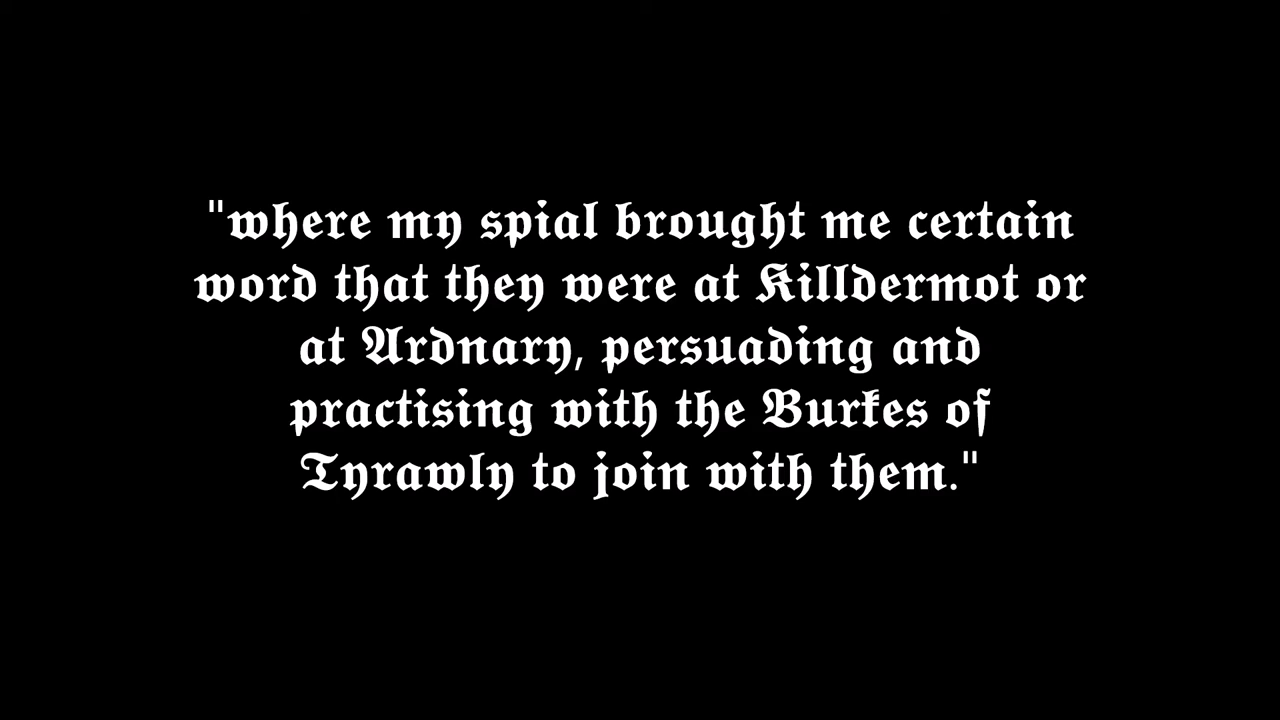 "where my spial brought me certain
word that they were at Killdermot or
at Ardnary, persuading and
practising with the Burkes of
Tyrawly to join with them."